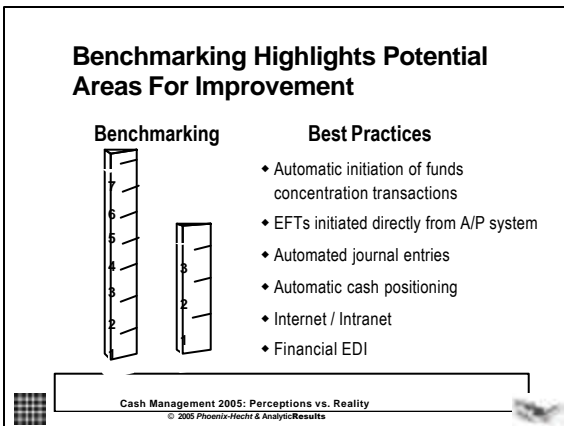 Benchmarking Highlights Potential
Areas For Improvement
Benchmarking
7
6
5
4
3
2
1
3
2
1
Best Practices
◆ Automatic initiation of funds
concentration transactions
◆ EFTs initiated directly from A/P system
◆ Automated journal entries
◆ Automatic cash positioning
◆ Internet / Intranet
◆ Financial EDI
Cash Management 2005: Perceptions vs. Reality
© 2005 Phoenix-Hecht & AnalyticResults